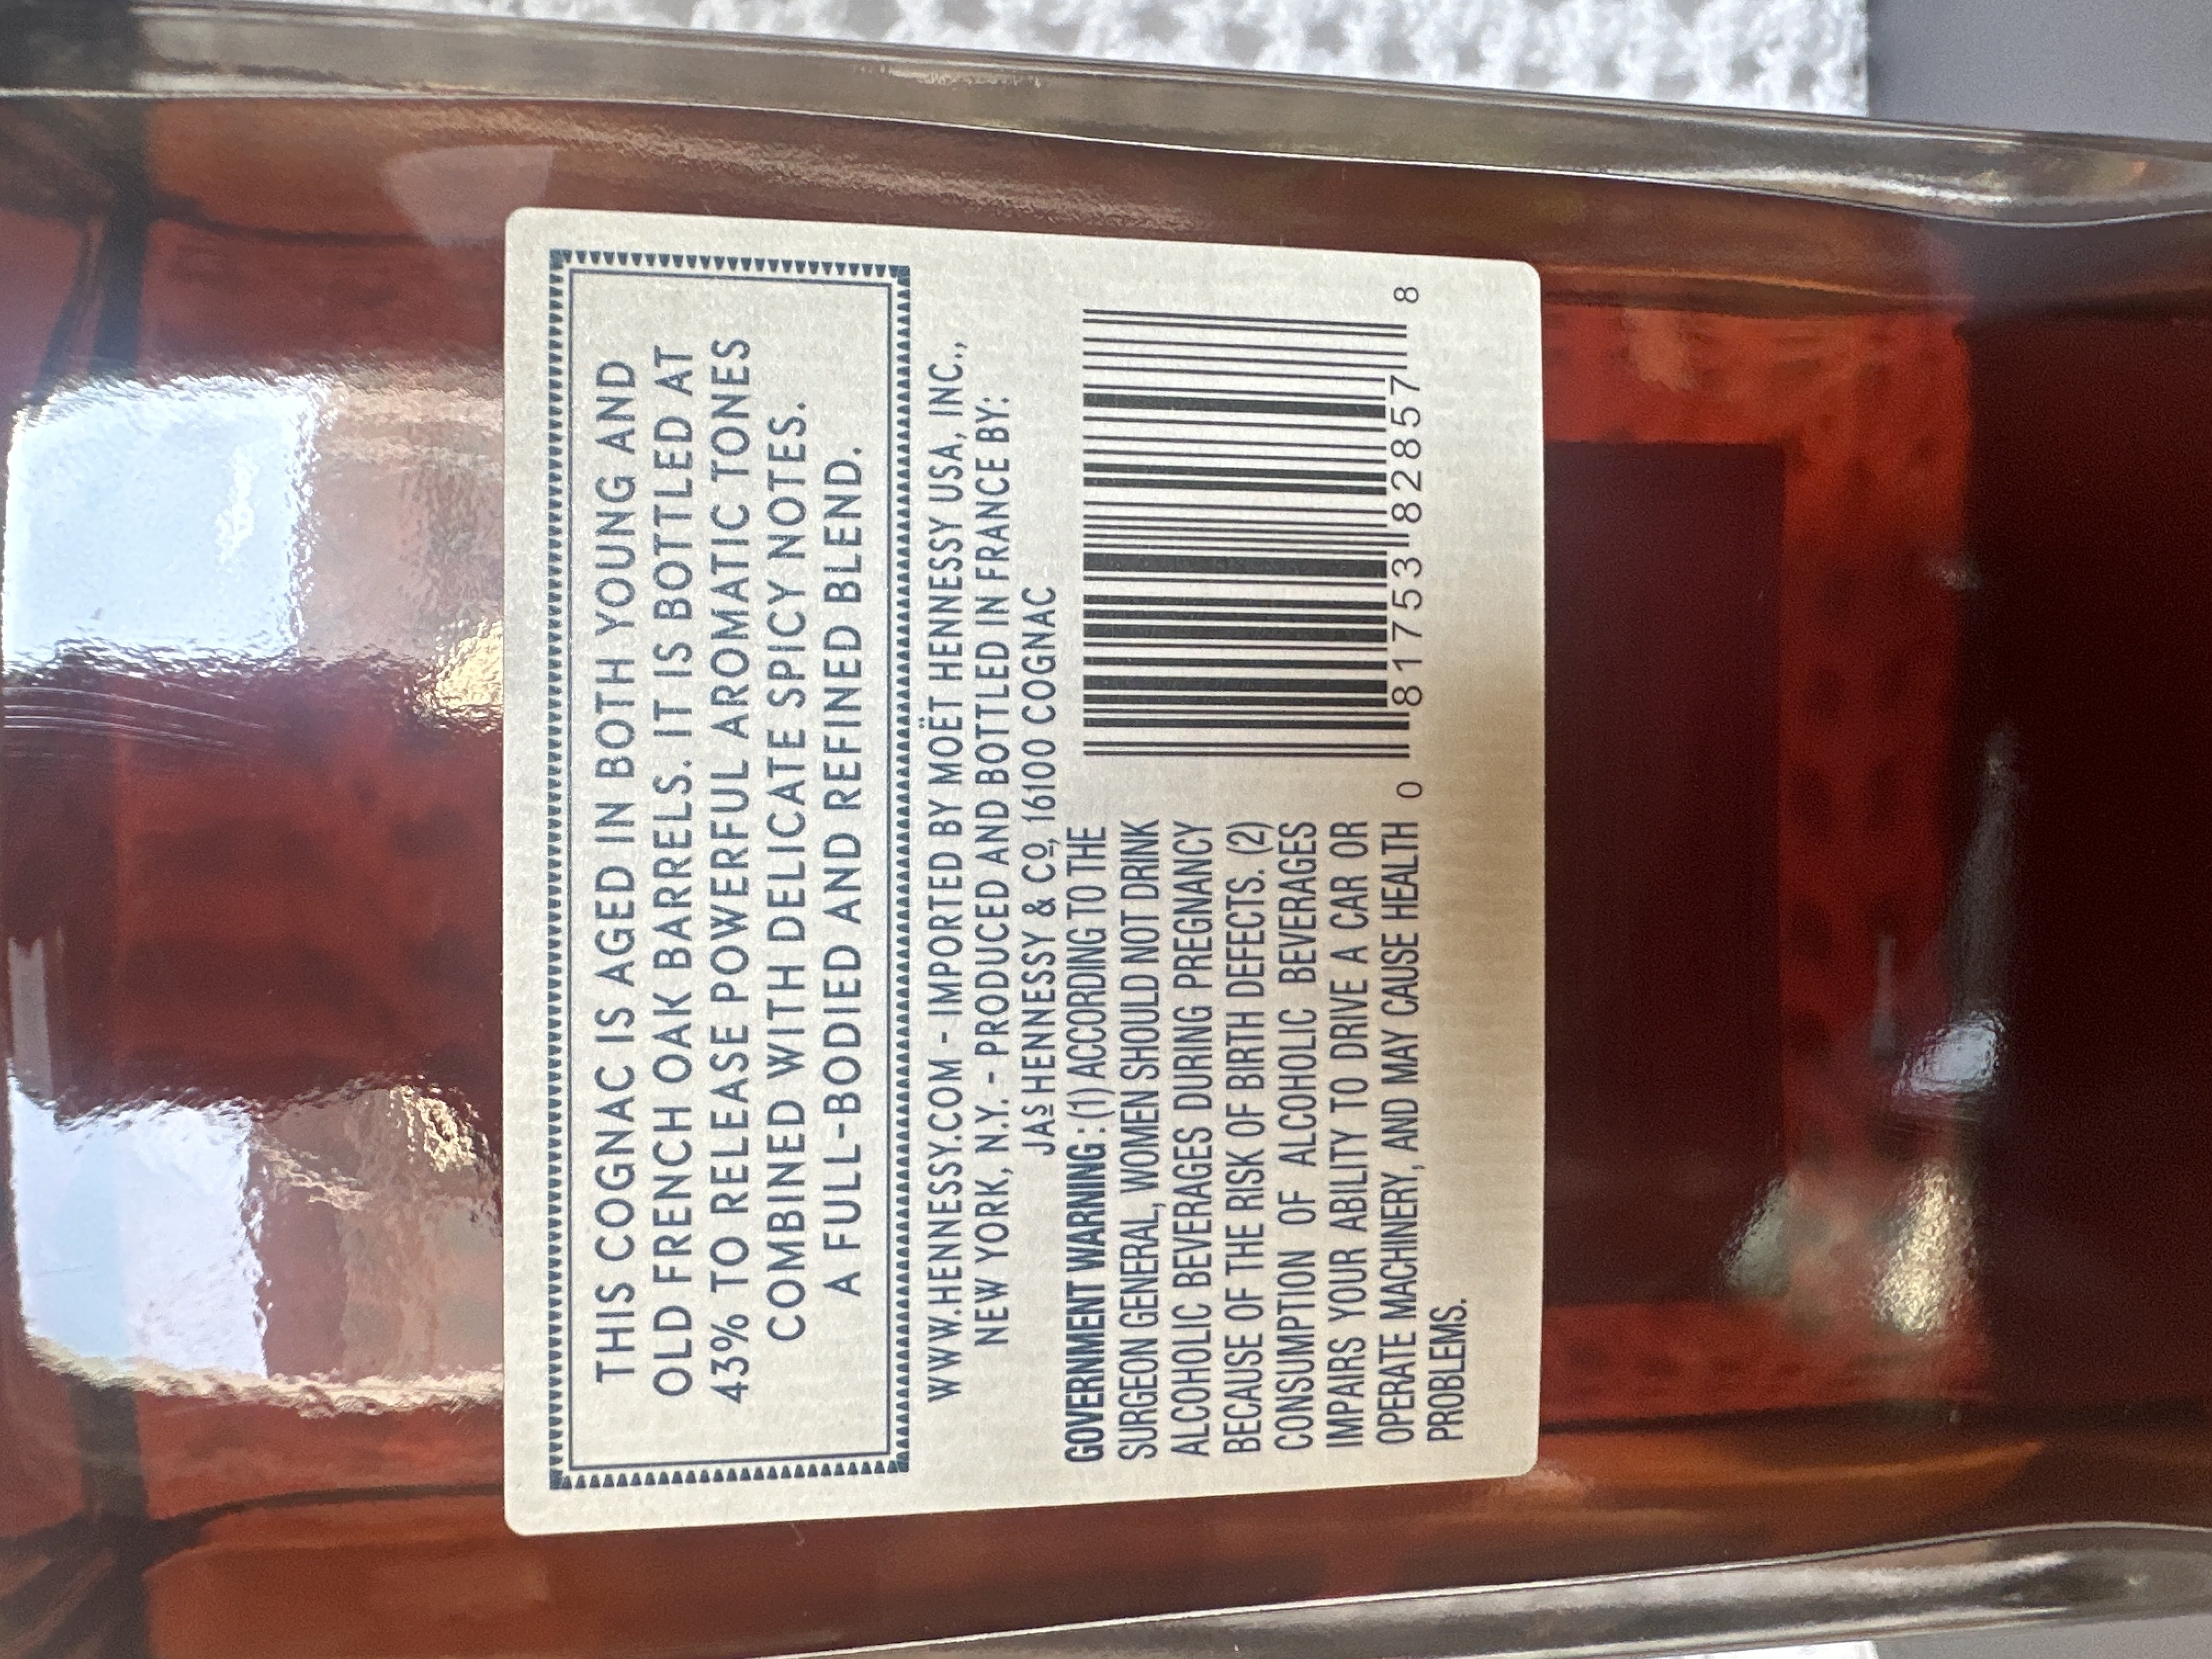 THIS COGNAC IS AGED IN BOTH YOUNG AND
OLD FRENCH OAK BARRELS. IT IS BOTTLED AT
43% TO RELEASE POWERFUL AROMATIC TONES
COMBINED WITH DELICATE SPICY NOTES.
A FULL-BODIED AND REFINED BLEND.
WWW.HENNESSY.COM - IMPORTED BY MOËT HENNESSY USA, INC.,
NEW YORK, N.Y. - PRODUCED AND BOTTLED IN FRANCE BY:
JAS HENNESSY & Cº, 16100 COGNAC
GOVERNMENT WARNING : (1) ACCORDING TO THE
SURGEON GENERAL, WOMEN SHOULD NOT DRINK
ALCOHOLIC BEVERAGES DURING PREGNANCY
BECAUSE OF THE RISK OF BIRTH DEFECTS. (2)
CONSUMPTION OF ALCOHOLIC BEVERAGES
IMPAIRS YOUR ABILITY TO DRIVE A CAR OR
OPERATE MACHINERY, AND MAY CAUSE HEALTH
PROBLEMS.
0 81753 82857 8